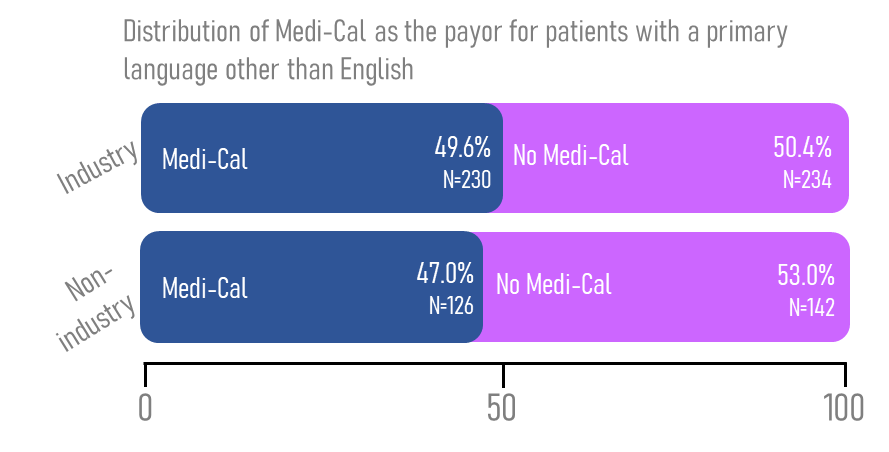 Distribution of Medi-Cal as the payor for patients with a primary
language other than English
Industry
Medi-Cal
49.6%
N=230
No Medi-Cal
50.4%
N=234
Non-
industry
Medi-Cal
47.0%
N=126
No Medi-Cal
53.0%
N=142
0
50
100